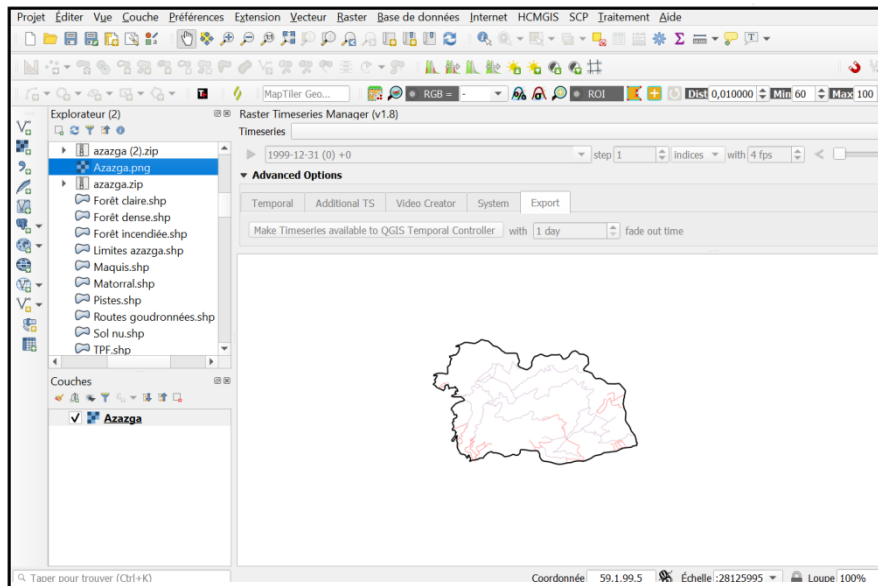 Projet Éditer Vue Couche Préférences Extension Vecteur Raster Base de données Internet HCMGIS SCP Traitement Aide
MapTiler Geo... RGB = - ROI Dist 0,010000 Min 60 Max 100
Explorateur (2)
azazga (2).zip
Azazga.png
azazga.zip
Forêt claire.shp
Forêt dense.shp
Forêt incendiée.shp
Limites azazga.shp
Maquis.shp
Matorral.shp
Pistes.shp
Routes goudronnées.shp
Sol nu.shp
TPF.shp
Couches
Azazga
Raster Timeseries Manager (v1.8)
Timeseries
1999-12-31 (0) +0 step 1 indices with 4 fps <
Advanced Options
Temporal Additional TS Video Creator System Export
Make Timeseries available to QGIS Temporal Controller with 1 day fade out time
Taper pour trouver (Ctrl+K) Coordonnée 59.1,99.5 Échelle :28125995 Loupe 100%